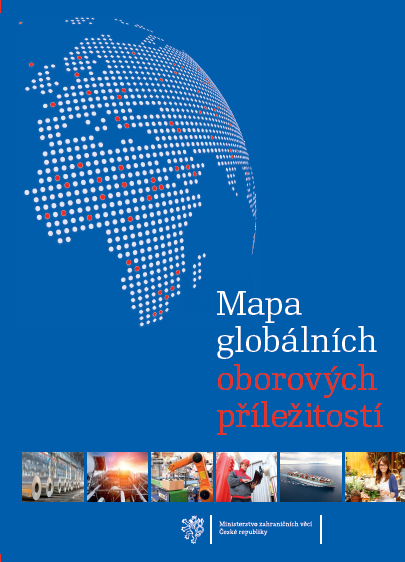 Mapa
globálních
oborových
příležitostí
Ministerstvo zahraničních věcí
České republiky